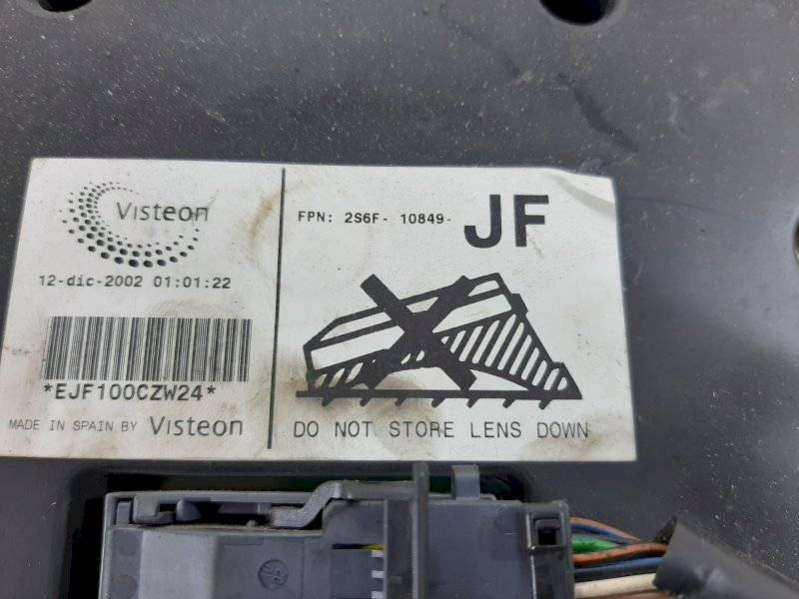 Visteon
12-dic-2002 01:01:22
*EJF100CZW24*
MADE IN SPAIN BY Visteon
FPN: 2S6F- 10849- JF
DO NOT STORE LENS DOWN